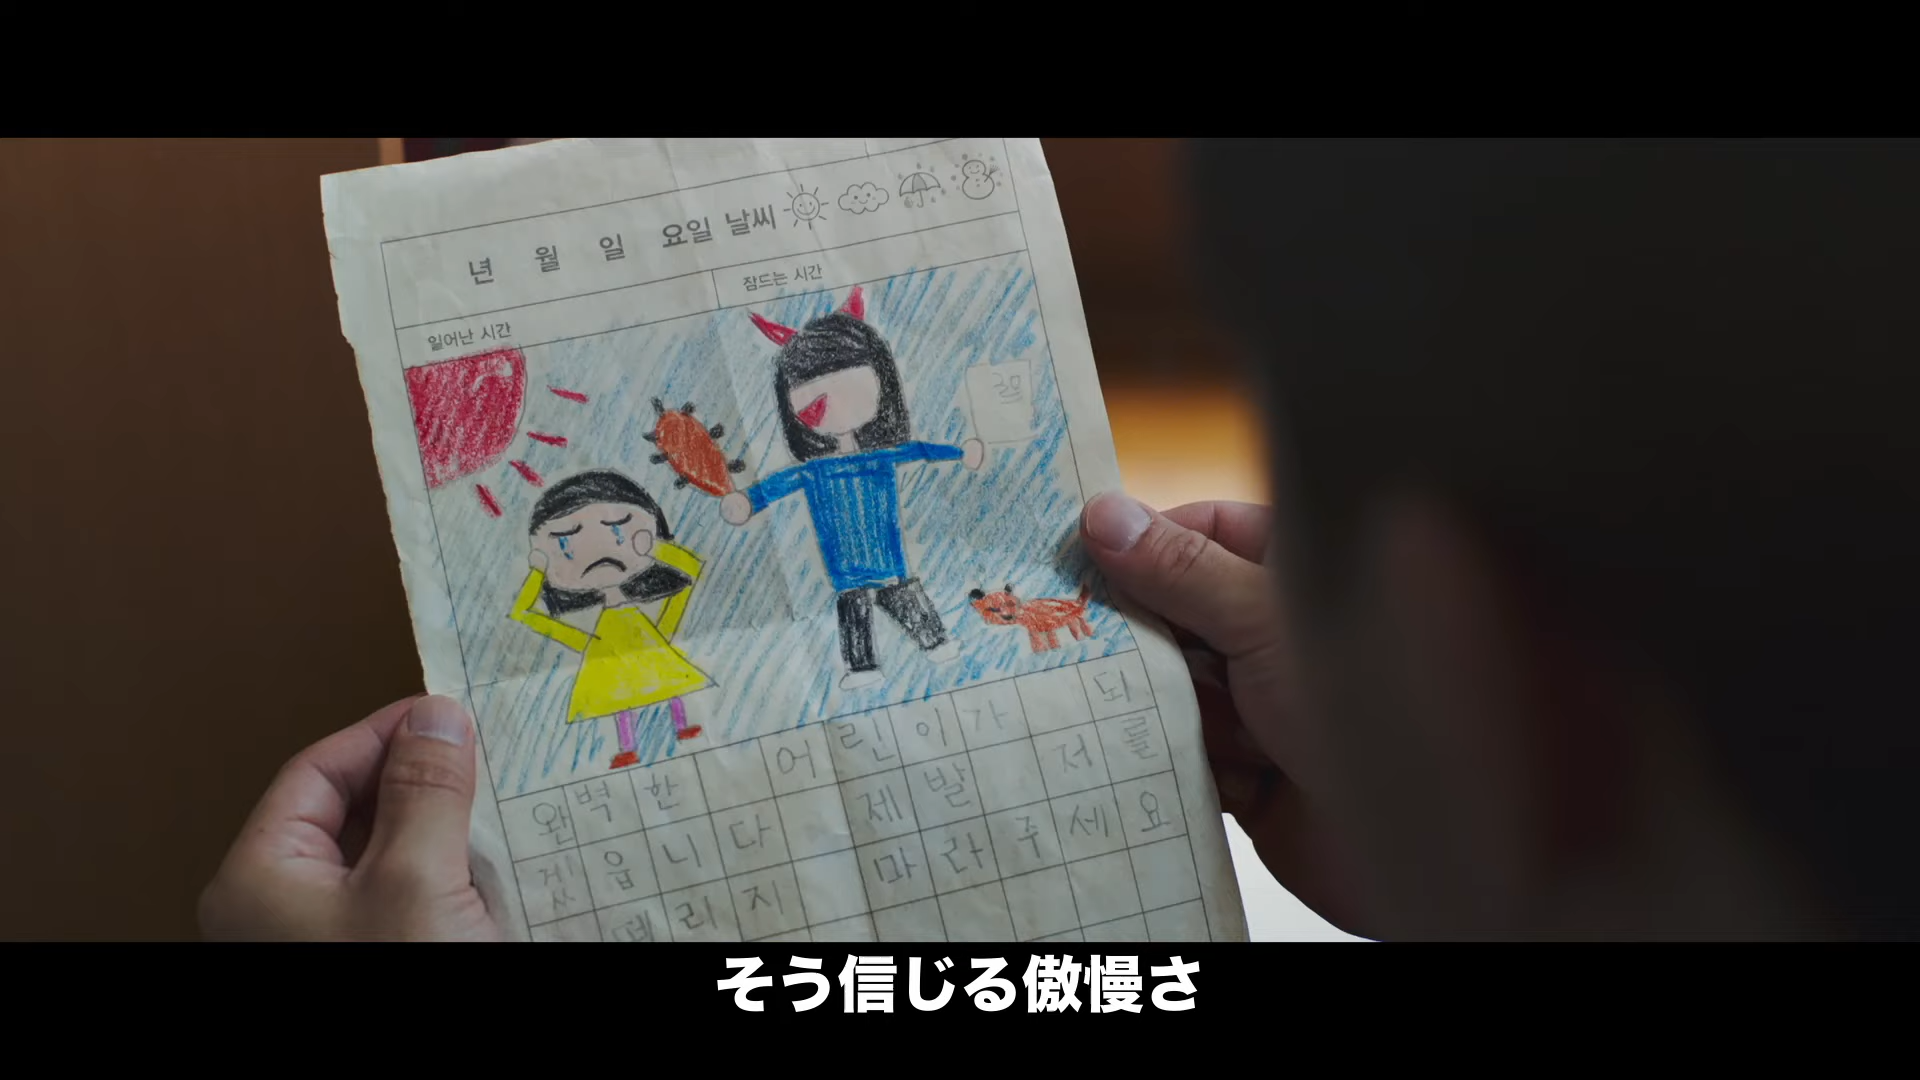 년 월 일 요일 날씨
일어난 시간 잠드는 시간
완벽한 어린이가 되
겠읍니다 제발 저를
때리지 마라주세요
そう信じる傲慢さ